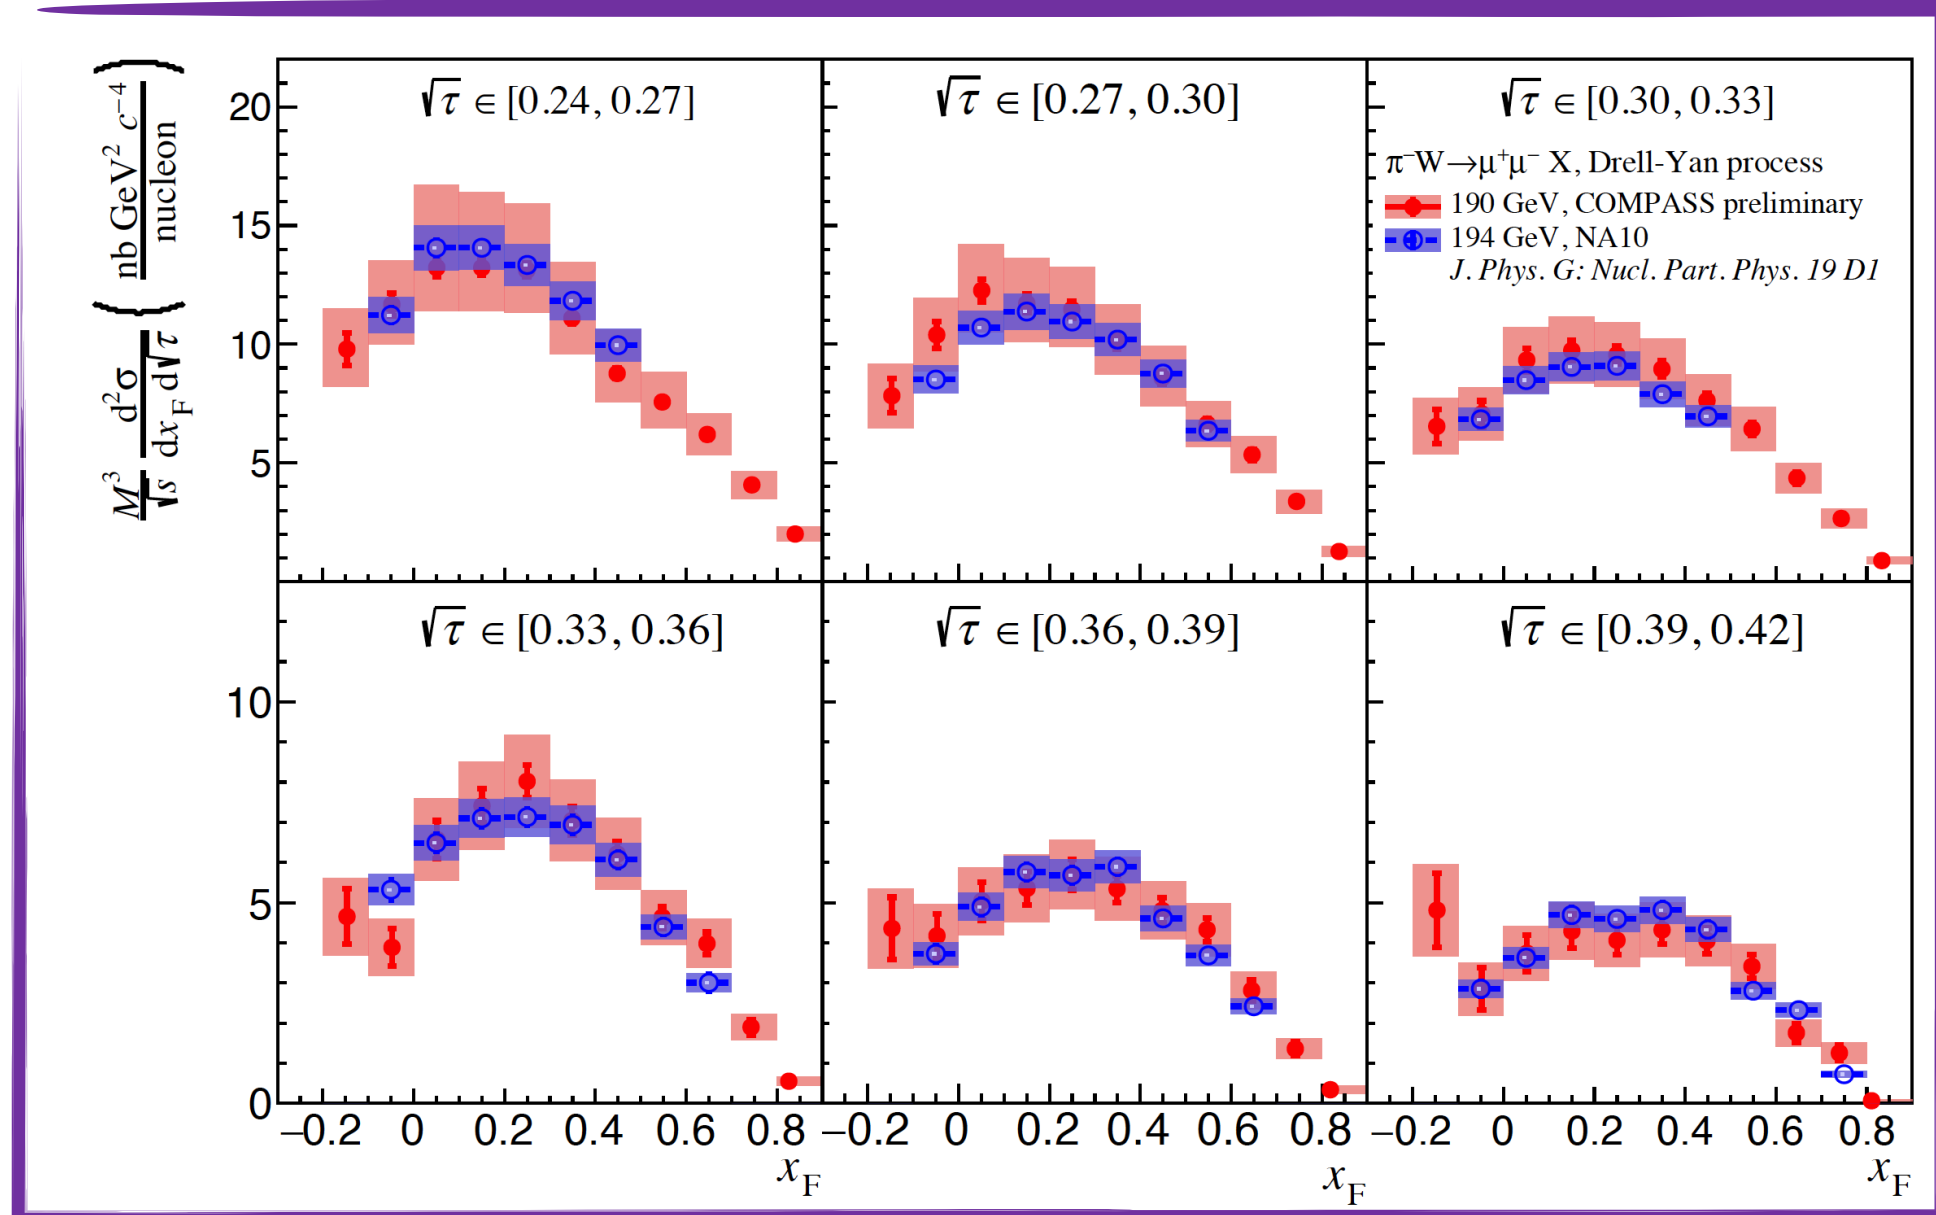 M³/√s d²σ/dx_F d√τ (nb GeV² c⁻⁴/nucleon)
√τ ∈ [0.24, 0.27]
√τ ∈ [0.27, 0.30]
√τ ∈ [0.30, 0.33]
π⁻W→μ⁺μ⁻ X, Drell-Yan process
190 GeV, COMPASS preliminary
194 GeV, NA10
J. Phys. G: Nucl. Part. Phys. 19 D1
20
15
10
5
√τ ∈ [0.33, 0.36]
√τ ∈ [0.36, 0.39]
√τ ∈ [0.39, 0.42]
10
5
0
−0.2 0 0.2 0.4 0.6 0.8
−0.2 0 0.2 0.4 0.6 0.8
−0.2 0 0.2 0.4 0.6 0.8
x_F
x_F
x_F